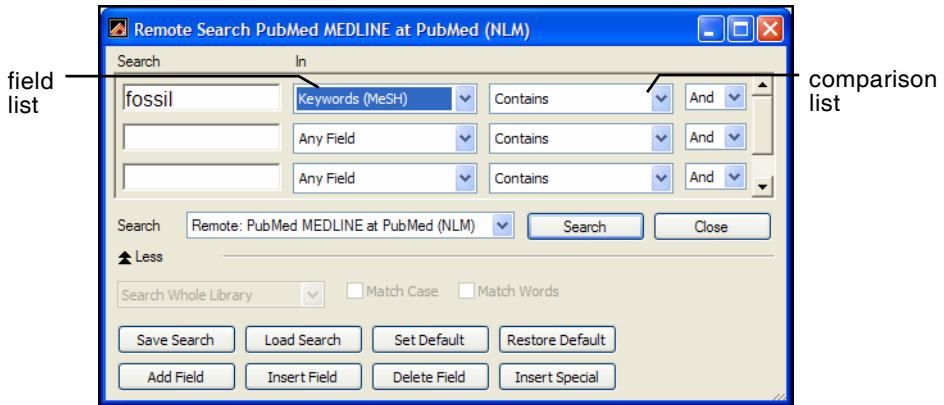 Remote Search PubMed MEDLINE at PubMed (NLM)
Search In
field list
fossil Keywords (MeSH) Contains And
comparison list
Any Field Contains And
Any Field Contains And
Search Remote: PubMed MEDLINE at PubMed (NLM) Search Close
Less
Search Whole Library Match Case Match Words
Save Search Load Search Set Default Restore Default
Add Field Insert Field Delete Field Insert Special